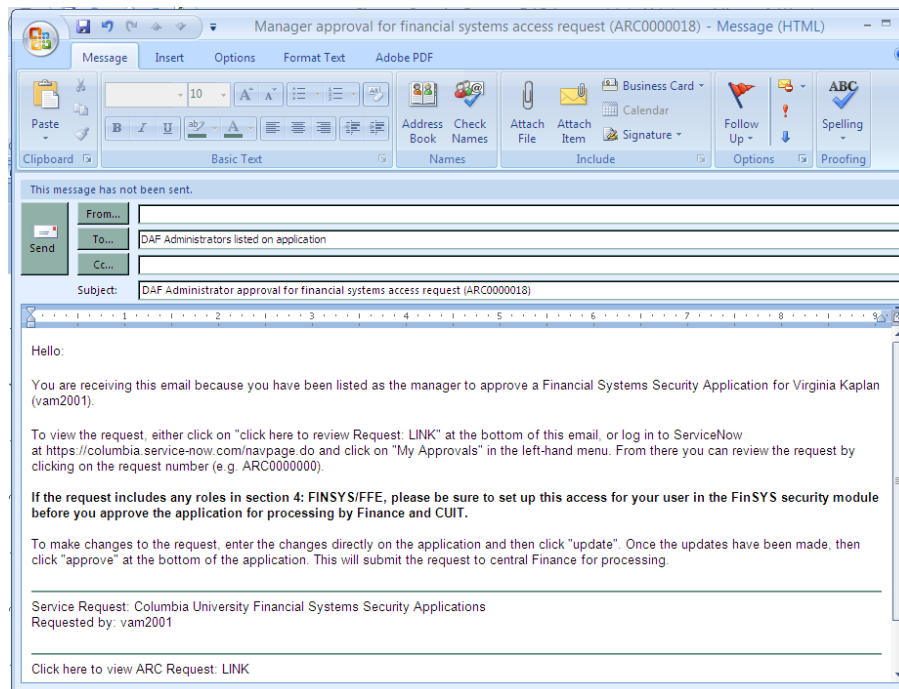 Manager approval for financial systems access request (ARC0000018) - Message (HTML)
Message Insert Options Format Text Adobe PDF
Paste
Clipboard
10
A A
B I U ab A
Basic Text
Address Book
Check Names
Names
Attach File
Attach Item
Business Card
Calendar
Signature
Include
Follow Up
Options
ABC
Spelling
Proofing
This message has not been sent.
Send
From...
To... DAF Administrators listed on application
Cc...
Subject: DAF Administrator approval for financial systems access request (ARC0000018)
1 2 3 4 5 6 7 8 9
Hello:
You are receiving this email because you have been listed as the manager to approve a Financial Systems Security Application for Virginia Kaplan
(vam2001).
To view the request, either click on "click here to review Request: LINK" at the bottom of this email, or log in to ServiceNow
at https://columbia.service-now.com/navpage.do and click on "My Approvals" in the left-hand menu. From there you can review the request by
clicking on the request number (e.g. ARC0000000).
If the request includes any roles in section 4: FINSYS/FFE, please be sure to set up this access for your user in the FinSYS security module
before you approve the application for processing by Finance and CUIT.
To make changes to the request, enter the changes directly on the application and then click "update". Once the updates have been made, then
click "approve" at the bottom of the application. This will submit the request to central Finance for processing.
Service Request: Columbia University Financial Systems Security Applications
Requested by: vam2001
Click here to view ARC Request: LINK